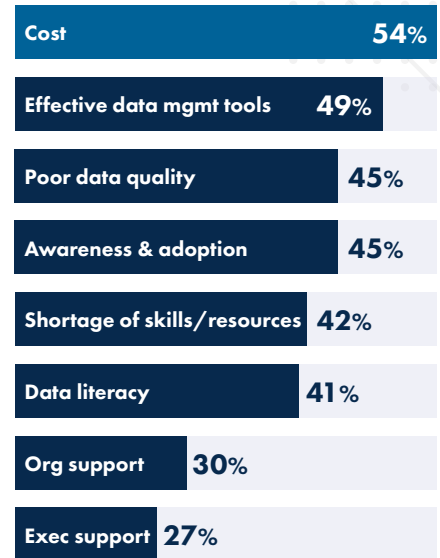 Cost 54%
Effective data mgmt tools 49%
Poor data quality 45%
Awareness & adoption 45%
Shortage of skills/resources 42%
Data literacy 41%
Org support 30%
Exec support 27%